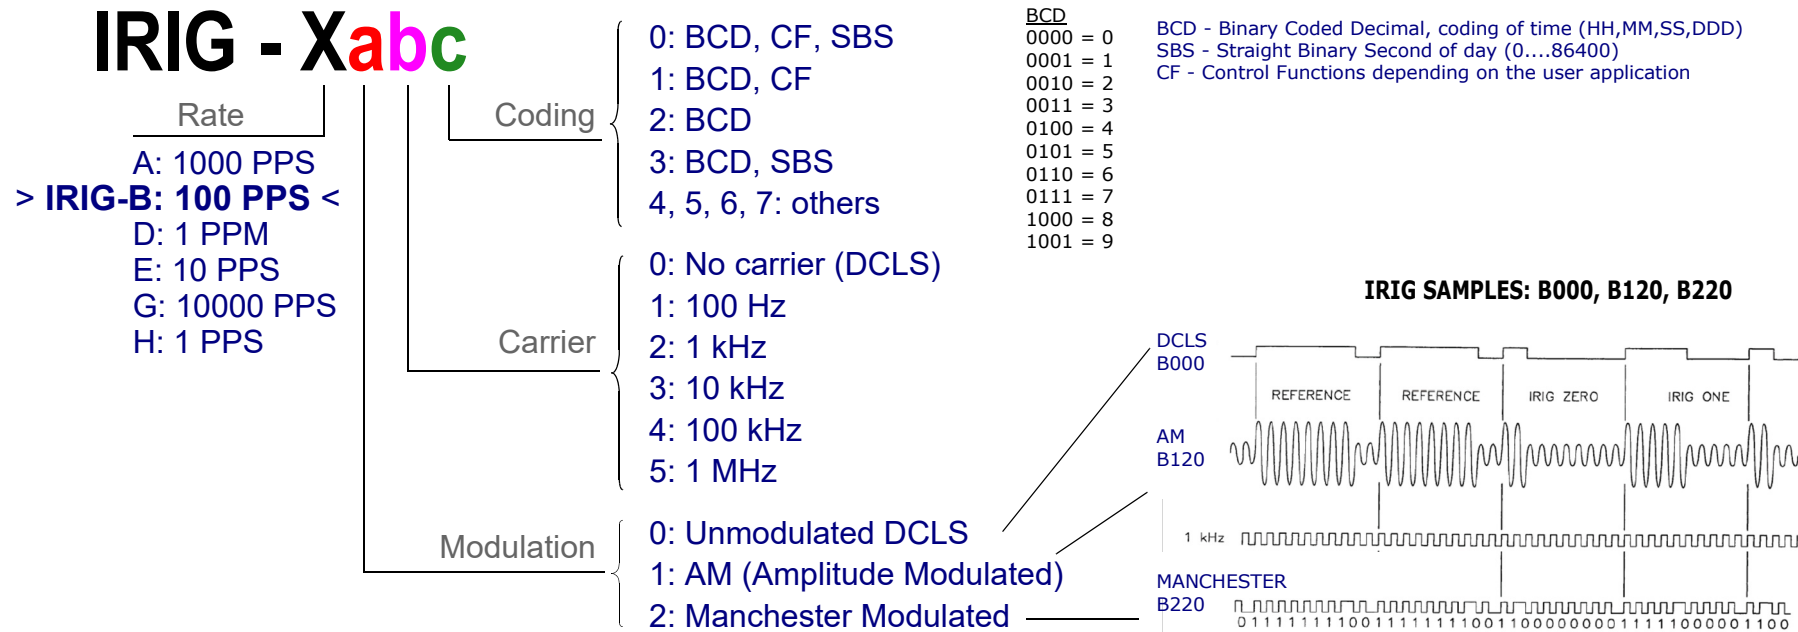 IRIG - Xabc
Rate
A: 1000 PPS
> IRIG-B: 100 PPS <
D: 1 PPM
E: 10 PPS
G: 10000 PPS
H: 1 PPS
Coding
0: BCD, CF, SBS
1: BCD, CF
2: BCD
3: BCD, SBS
4, 5, 6, 7: others
Carrier
0: No carrier (DCLS)
1: 100 Hz
2: 1 kHz
3: 10 kHz
4: 100 kHz
5: 1 MHz
Modulation
0: Unmodulated DCLS
1: AM (Amplitude Modulated)
2: Manchester Modulated
BCD
0000 = 0
0001 = 1
0010 = 2
0011 = 3
0100 = 4
0101 = 5
0110 = 6
0111 = 7
1000 = 8
1001 = 9
BCD - Binary Coded Decimal, coding of time (HH,MM,SS,DDD)
SBS - Straight Binary Second of day (0....86400)
CF - Control Functions depending on the user application
IRIG SAMPLES: B000, B120, B220
DCLS
B000
REFERENCE REFERENCE IRIG ZERO IRIG ONE
AM
B120
1 kHz
MANCHESTER
B220